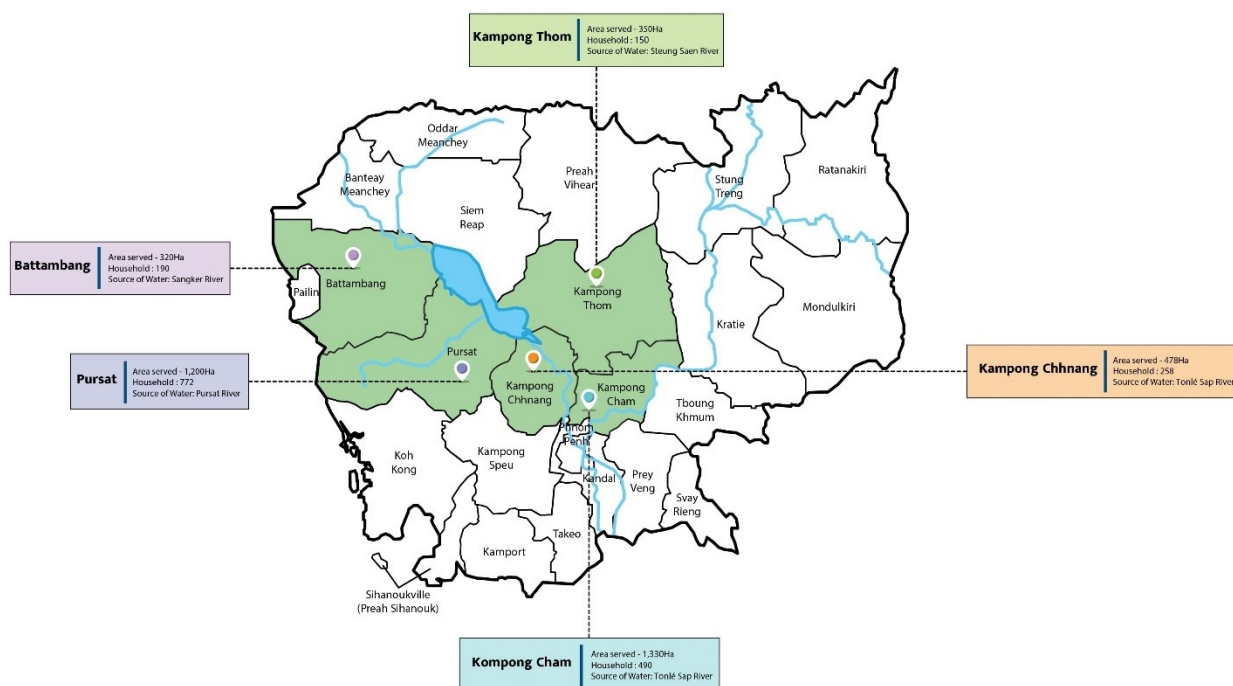 Kampong Thom
Area served - 350Ha
Household : 150
Source of Water: Steung Saen River
Oddar
Meanchey
Banteay
Meanchey
Siem
Reap
Preah
Vihear
Stung
Treng
Ratanakiri
Battambang
Area served - 320Ha
Household : 190
Source of Water: Sangker River
Battambang
Pailin
Kampong
Thom
Kratie
Mondulkiri
Pursat
Area served - 1,200Ha
Household : 772
Source of Water: Pursat River
Pursat
Kampong
Chhnang
Kampong
Cham
Kampong Chhnang
Area served - 478Ha
Household : 258
Source of Water: Tonlé Sap River
Tboung
Khmum
Phnom
Penh
Koh
Kong
Kampong
Speu
Kandal
Prey
Veng
Svay
Rieng
Takeo
Kamport
Sihanoukville
(Preah Sihanouk)
Kompong Cham
Area served - 1,330Ha
Household : 490
Source of Water: Tonlé Sap River